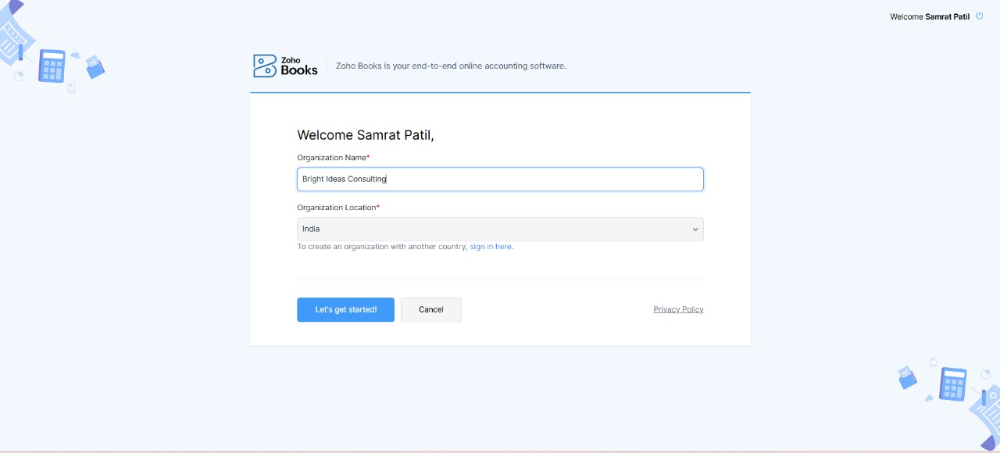 Welcome Samrat Patil
Zoho
Books
Zoho Books is your end-to-end online accounting software.
Welcome Samrat Patil,
Organization Name*
Bright Ideas Consulting
Organization Location*
India
To create an organization with another country, sign in here.
Let's get started!
Cancel
Privacy Policy